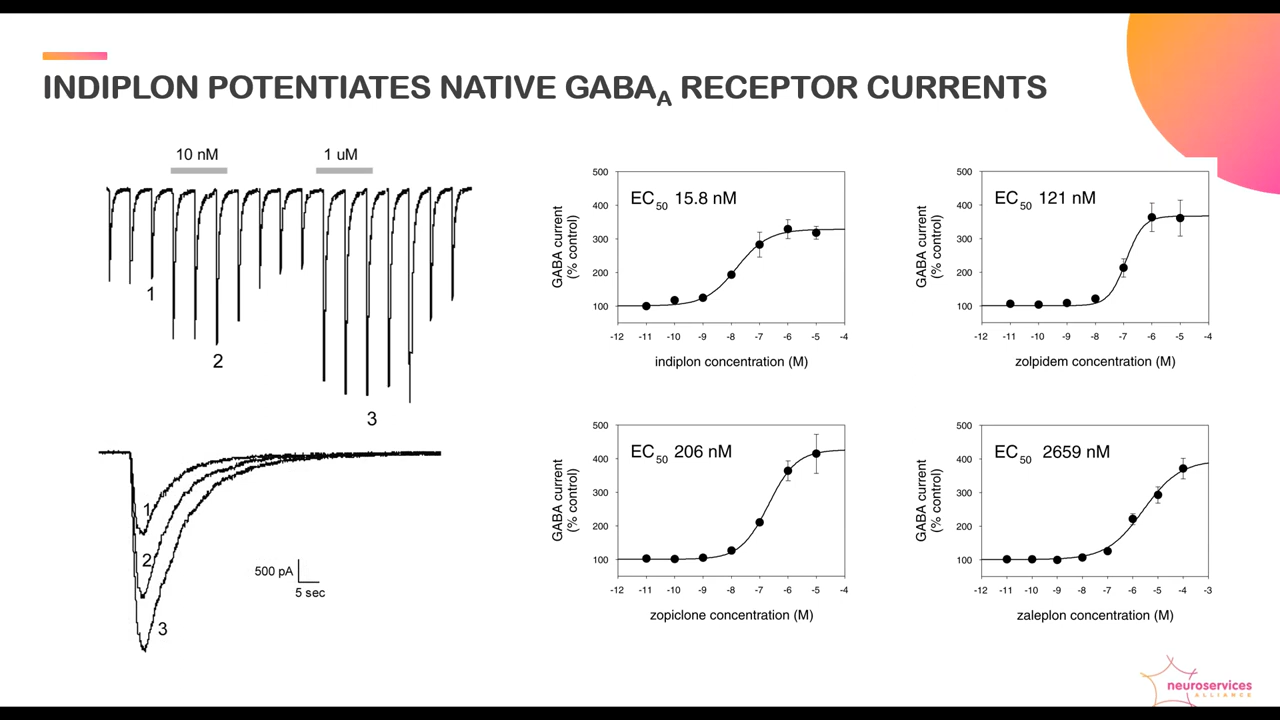 INDIPLON POTENTIATES NATIVE GABAA RECEPTOR CURRENTS
10 nM
1 uM
1
2
3
1
2
3
500 pA
5 sec
EC50 15.8 nM
GABA current
(% control)
500
400
300
200
100
-12 -11 -10 -9 -8 -7 -6 -5 -4
indiplon concentration (M)
EC50 121 nM
GABA current
(% control)
500
400
300
200
100
-12 -11 -10 -9 -8 -7 -6 -5 -4
zolpidem concentration (M)
EC50 206 nM
GABA current
(% control)
500
400
300
200
100
-12 -11 -10 -9 -8 -7 -6 -5 -4
zopiclone concentration (M)
EC50 2659 nM
GABA current
(% control)
500
400
300
200
100
-12 -11 -10 -9 -8 -7 -6 -5 -4 -3
zaleplon concentration (M)
neuroservices
ALLIANCE